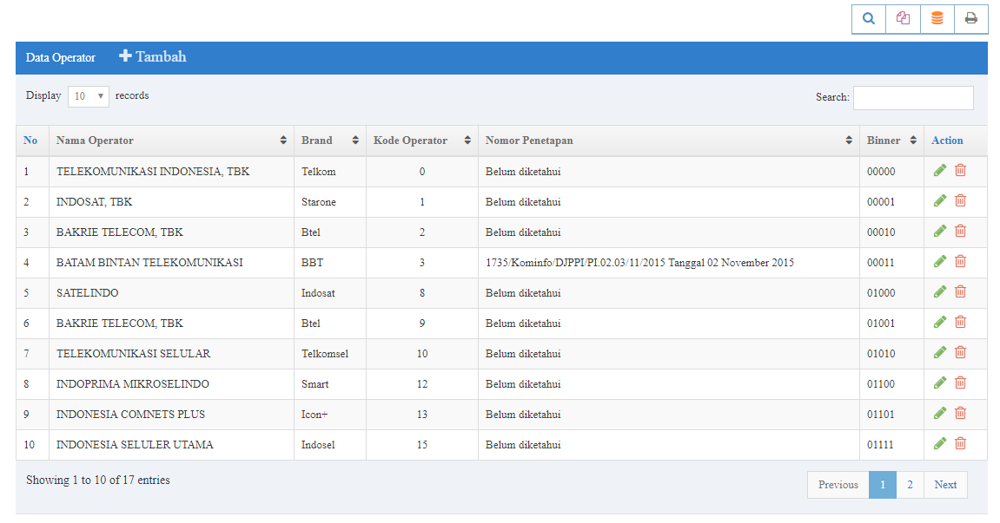 Data Operator Tambah
Display 10 records Search:
No Nama Operator Brand Kode Operator Nomor Penetapan Binner Action
1 TELEKOMUNIKASI INDONESIA, TBK Telkom 0 Belum diketahui 00000
2 INDOSAT, TBK Starone 1 Belum diketahui 00001
3 BAKRIE TELECOM, TBK Btel 2 Belum diketahui 00010
4 BATAM BINTAN TELEKOMUNIKASI BBT 3 1735/Kominfo/DJPPI/PI.02.03/11/2015 Tanggal 02 November 2015 00011
5 SATELINDO Indosat 8 Belum diketahui 01000
6 BAKRIE TELECOM, TBK Btel 9 Belum diketahui 01001
7 TELEKOMUNIKASI SELULAR Telkomsel 10 Belum diketahui 01010
8 INDOPRIMA MIKROSELINDO Smart 12 Belum diketahui 01100
9 INDONESIA COMNETS PLUS Icon+ 13 Belum diketahui 01101
10 INDONESIA SELULER UTAMA Indosel 15 Belum diketahui 01111
Showing 1 to 10 of 17 entries Previous 1 2 Next